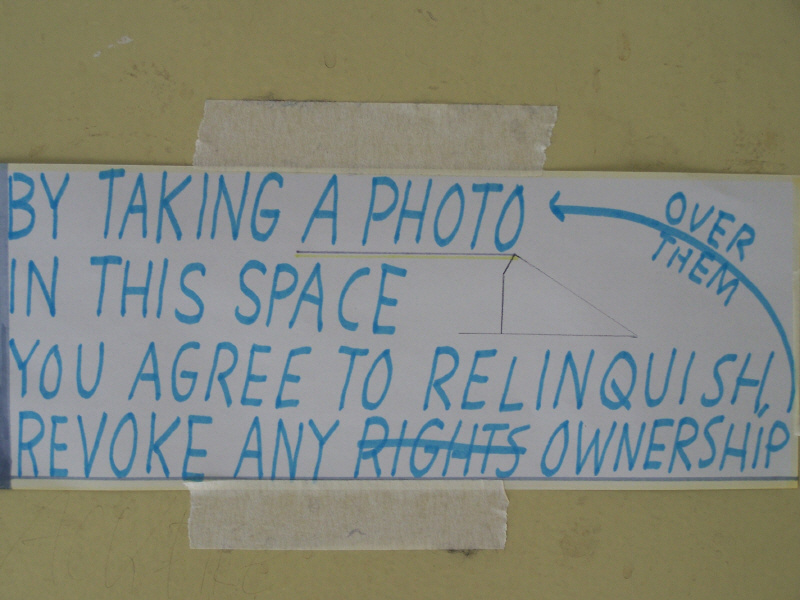 BY TAKING A PHOTO
IN THIS SPACE
YOU AGREE TO RELINQUISH,
REVOKE ANY RIGHTS OWNERSHIP
OVER
THEM